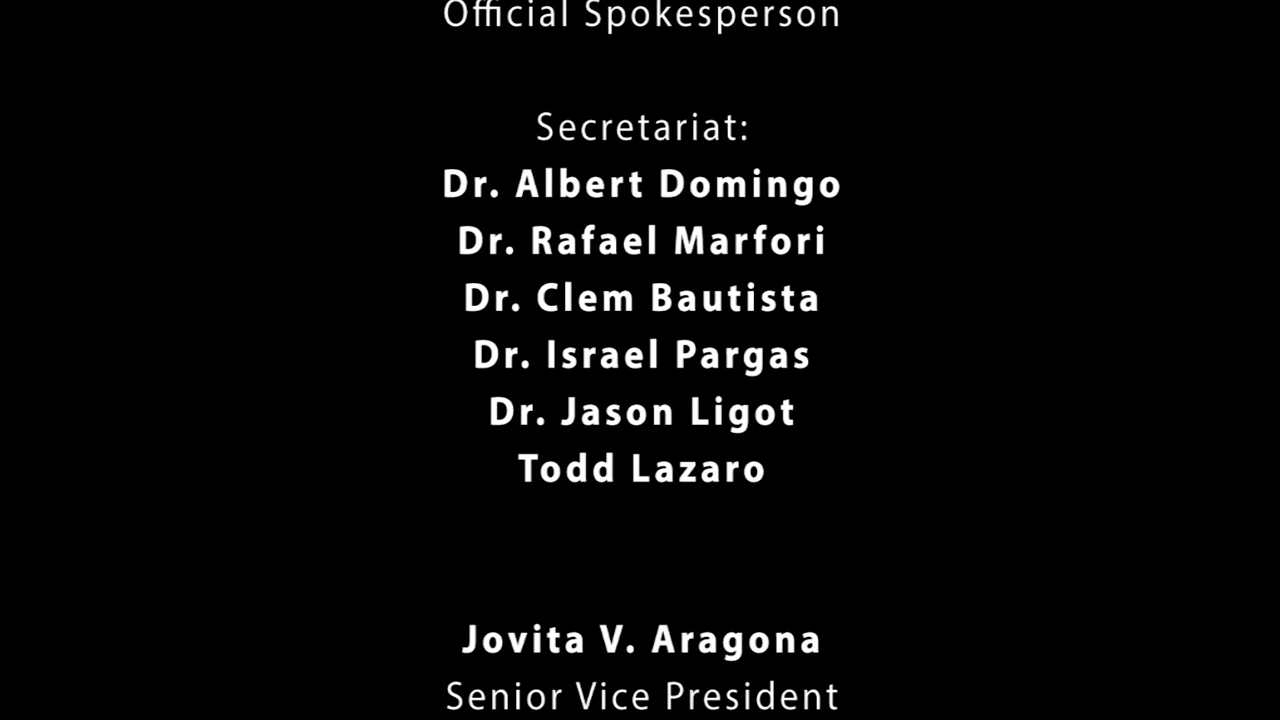 Official Spokesperson
Secretariat:
Dr. Albert Domingo
Dr. Rafael Marfori
Dr. Clem Bautista
Dr. Israel Pargas
Dr. Jason Ligot
Todd Lazaro
Jovita V. Aragona
Senior Vice President